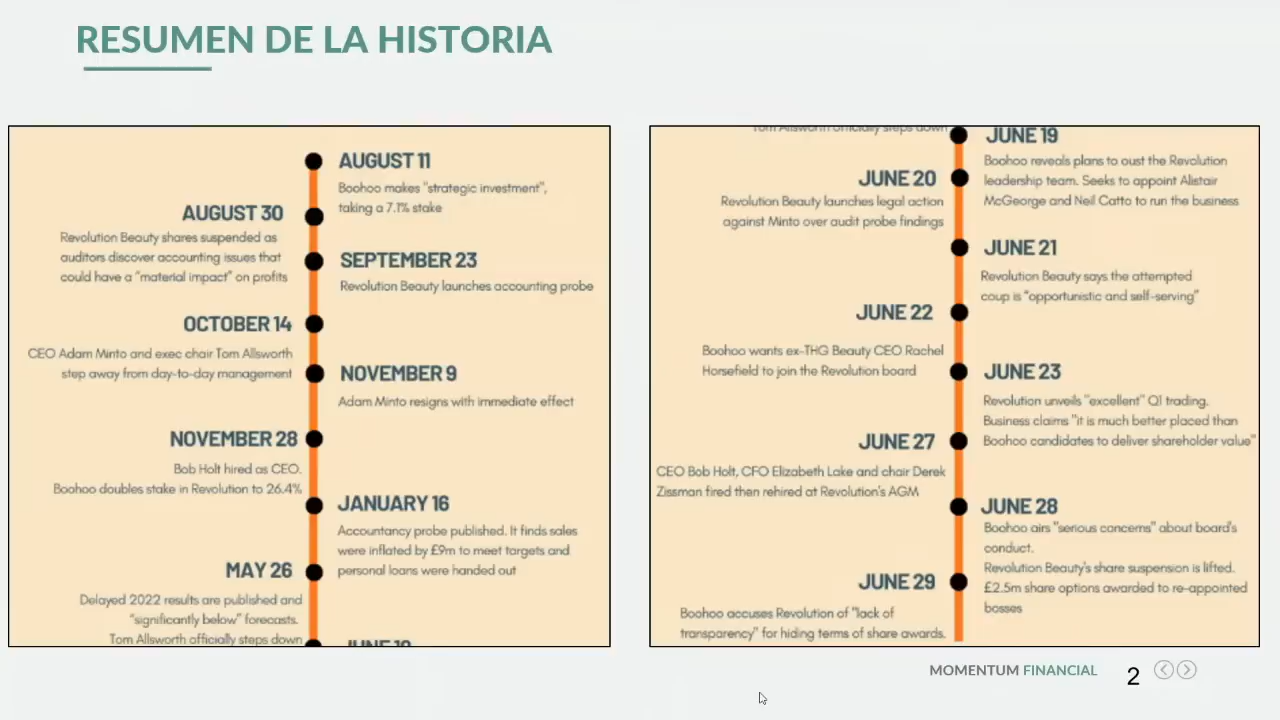 RESUMEN DE LA HISTORIA
AUGUST 11
Boohoo makes "strategic investment",
taking a 7.1% stake
AUGUST 30
Revolution Beauty shares suspended as
auditors discover accounting issues that
could have a "material impact" on profits
SEPTEMBER 23
Revolution Beauty launches accounting probe
OCTOBER 14
CEO Adam Minto and exec chair Tom Allsworth
step away from day-to-day management
NOVEMBER 9
Adam Minto resigns with immediate effect
NOVEMBER 28
Bob Holt hired as CEO.
Boohoo doubles stake in Revolution to 26.4%
JANUARY 16
Accountancy probe published. It finds sales
were inflated by £9m to meet targets and
personal loans were handed out
MAY 26
Delayed 2022 results are published and
"significantly below" forecasts.
Tom Allsworth officially steps down
JUNE 19
Tom Allsworth officially steps down
JUNE 19
Boohoo reveals plans to oust the Revolution
leadership team. Seeks to appoint Alistair
McGeorge and Neil Catto to run the business
JUNE 20
Revolution Beauty launches legal action
against Minto over audit probe findings
JUNE 21
Revolution Beauty says the attempted
coup is "opportunistic and self-serving"
JUNE 22
Boohoo wants ex-THG Beauty CEO Rachel
Horsefield to join the Revolution board
JUNE 23
Revolution unveils "excellent" Q1 trading.
Business claims "it is much better placed than
Boohoo candidates to deliver shareholder value"
JUNE 27
CEO Bob Holt, CFO Elizabeth Lake and chair Derek
Zissman fired then rehired at Revolution's AGM
JUNE 28
Boohoo airs "serious concerns" about board's
conduct.
Revolution Beauty's share suspension is lifted.
£2.5m share options awarded to re-appointed
bosses
JUNE 29
Boohoo accuses Revolution of "lack of
transparency" for hiding terms of share awards.
MOMENTUM FINANCIAL
2